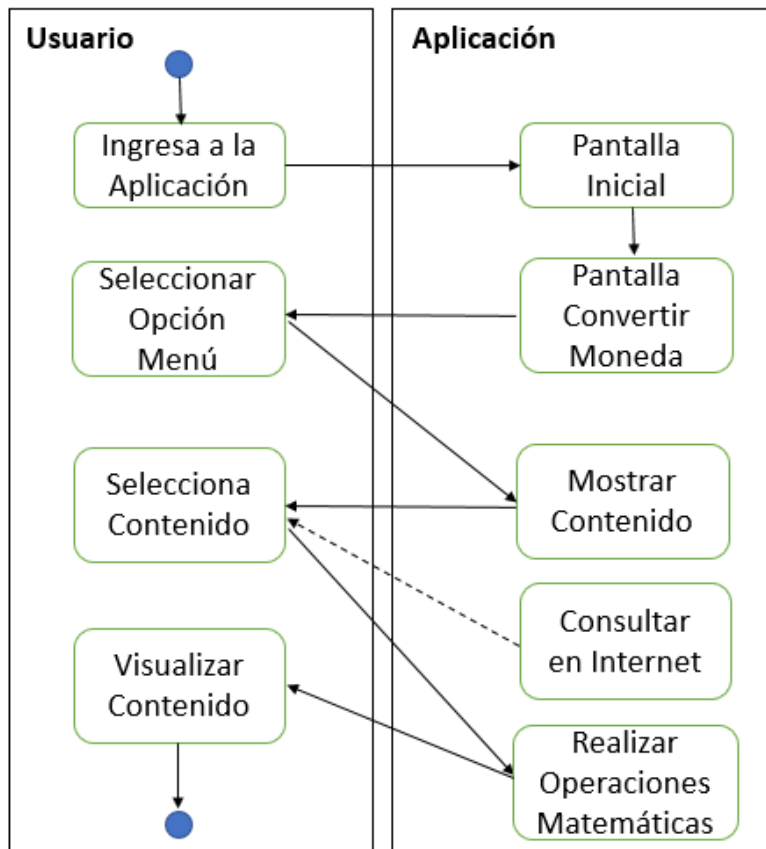 Usuario
Aplicación
Ingresa a la
Aplicación
Pantalla
Inicial
Seleccionar
Opción
Menú
Pantalla
Convertir
Moneda
Selecciona
Contenido
Mostrar
Contenido
Consultar
en Internet
Visualizar
Contenido
Realizar
Operaciones
Matemáticas